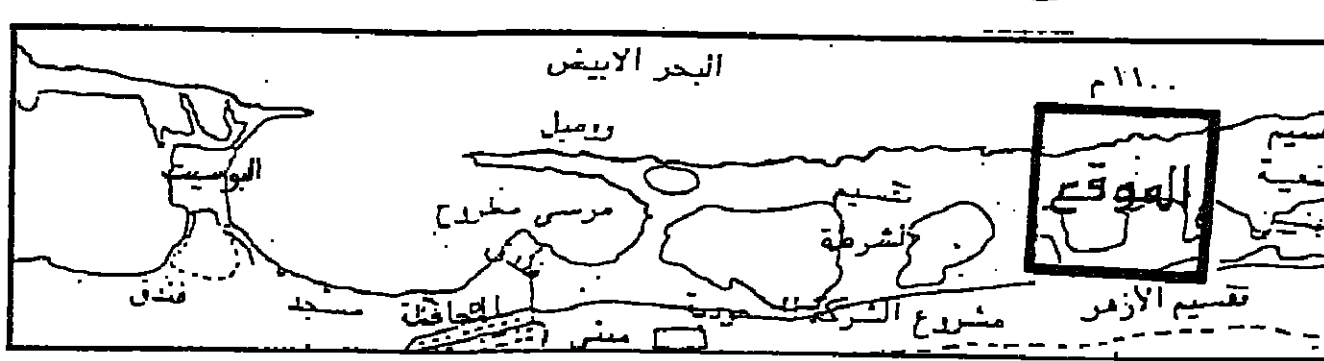 البحر الابيض
١١٠٠م
روميل
البوسيت
مرسى مطروح
تقسيم
الشرطة
الموقع
فندق
مسجد
المحافظة
مبنى
مشروع الشركة
تقسيم الأزهر